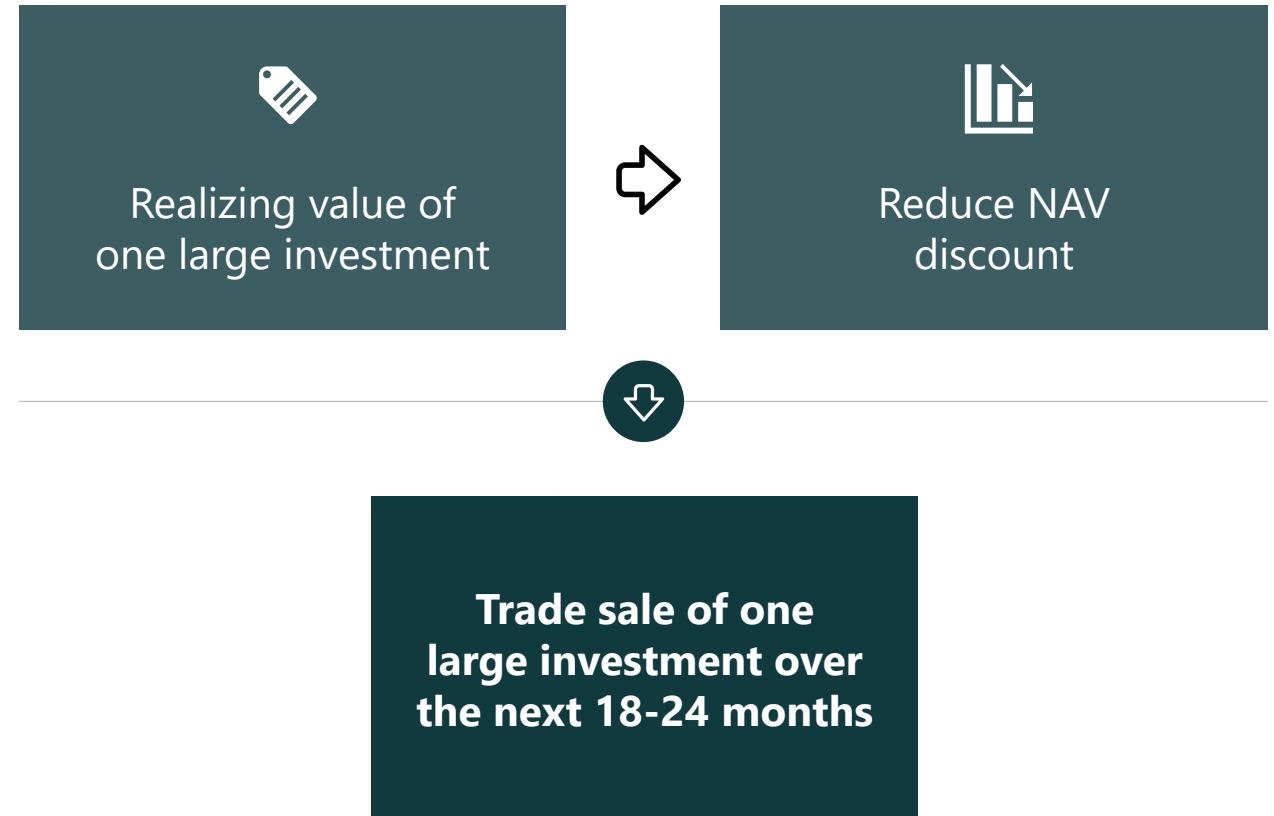 Realizing value of
one large investment
Reduce NAV
discount
Trade sale of one
large investment over
the next 18-24 months